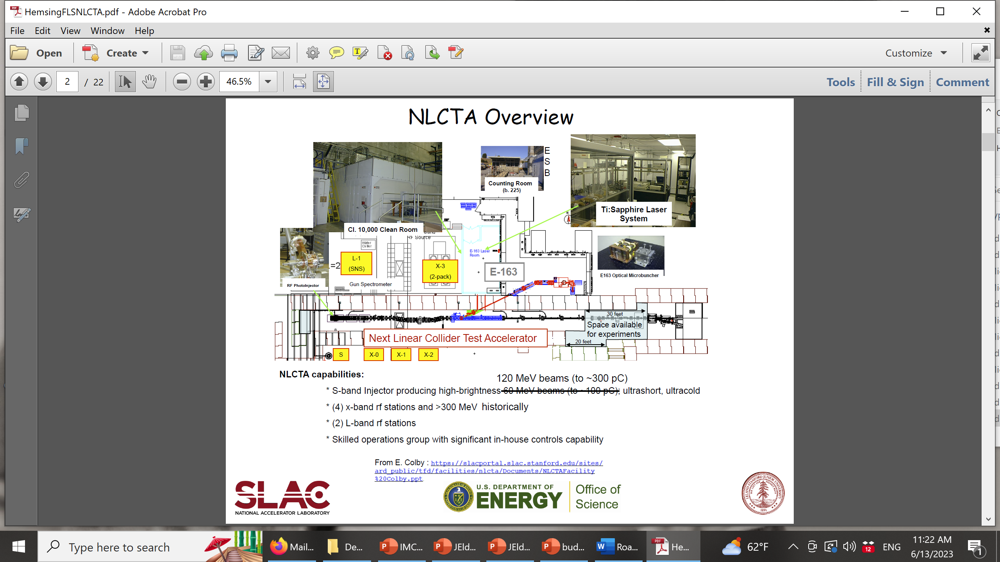 HemsingFLSNLCTA.pdf - Adobe Acrobat Pro
File Edit View Window Help
Open Create Customize
2 / 22 46.5% Tools Fill & Sign Comment
NLCTA Overview
E
S
B
Counting Room
(b. 225)
Ti:Sapphire Laser
System
Cl. 10,000 Clean Room
RF Source
Water
Chiller
E-163 Laser
Room
L-1
(SNS)
X-3
(2-pack)
E-163
E163 Optical Microbuncher
RF PhotoInjector
Gun Spectrometer
30 feet
Space available
for experiments
20 feet
Next Linear Collider Test Accelerator
S X-0 X-1 X-2
NLCTA capabilities:
120 MeV beams (to ~300 pC)
* S-band Injector producing high-brightness 60 MeV beams (to ~ 100 pC); ultrashort, ultracold
* (4) x-band rf stations and >300 MeV historically
* (2) L-band rf stations
* Skilled operations group with significant in-house controls capability
From E. Colby : https://slacportal.slac.stanford.edu/sites/
ard_public/tfd/facilities/nlcta/Documents/NLCTAFacility
%20Colby.ppt
SLAC
NATIONAL ACCELERATOR LABORATORY
U.S. DEPARTMENT OF
ENERGY
Office of
Science
LELAND STANFORD JUNIOR UNIVERSITY
1891
Type here to search
Mail...
De...
IMC...
JEld...
JEld...
bud...
Roa...
He...
62°F
12
ENG
11:22 AM
6/13/2023
1